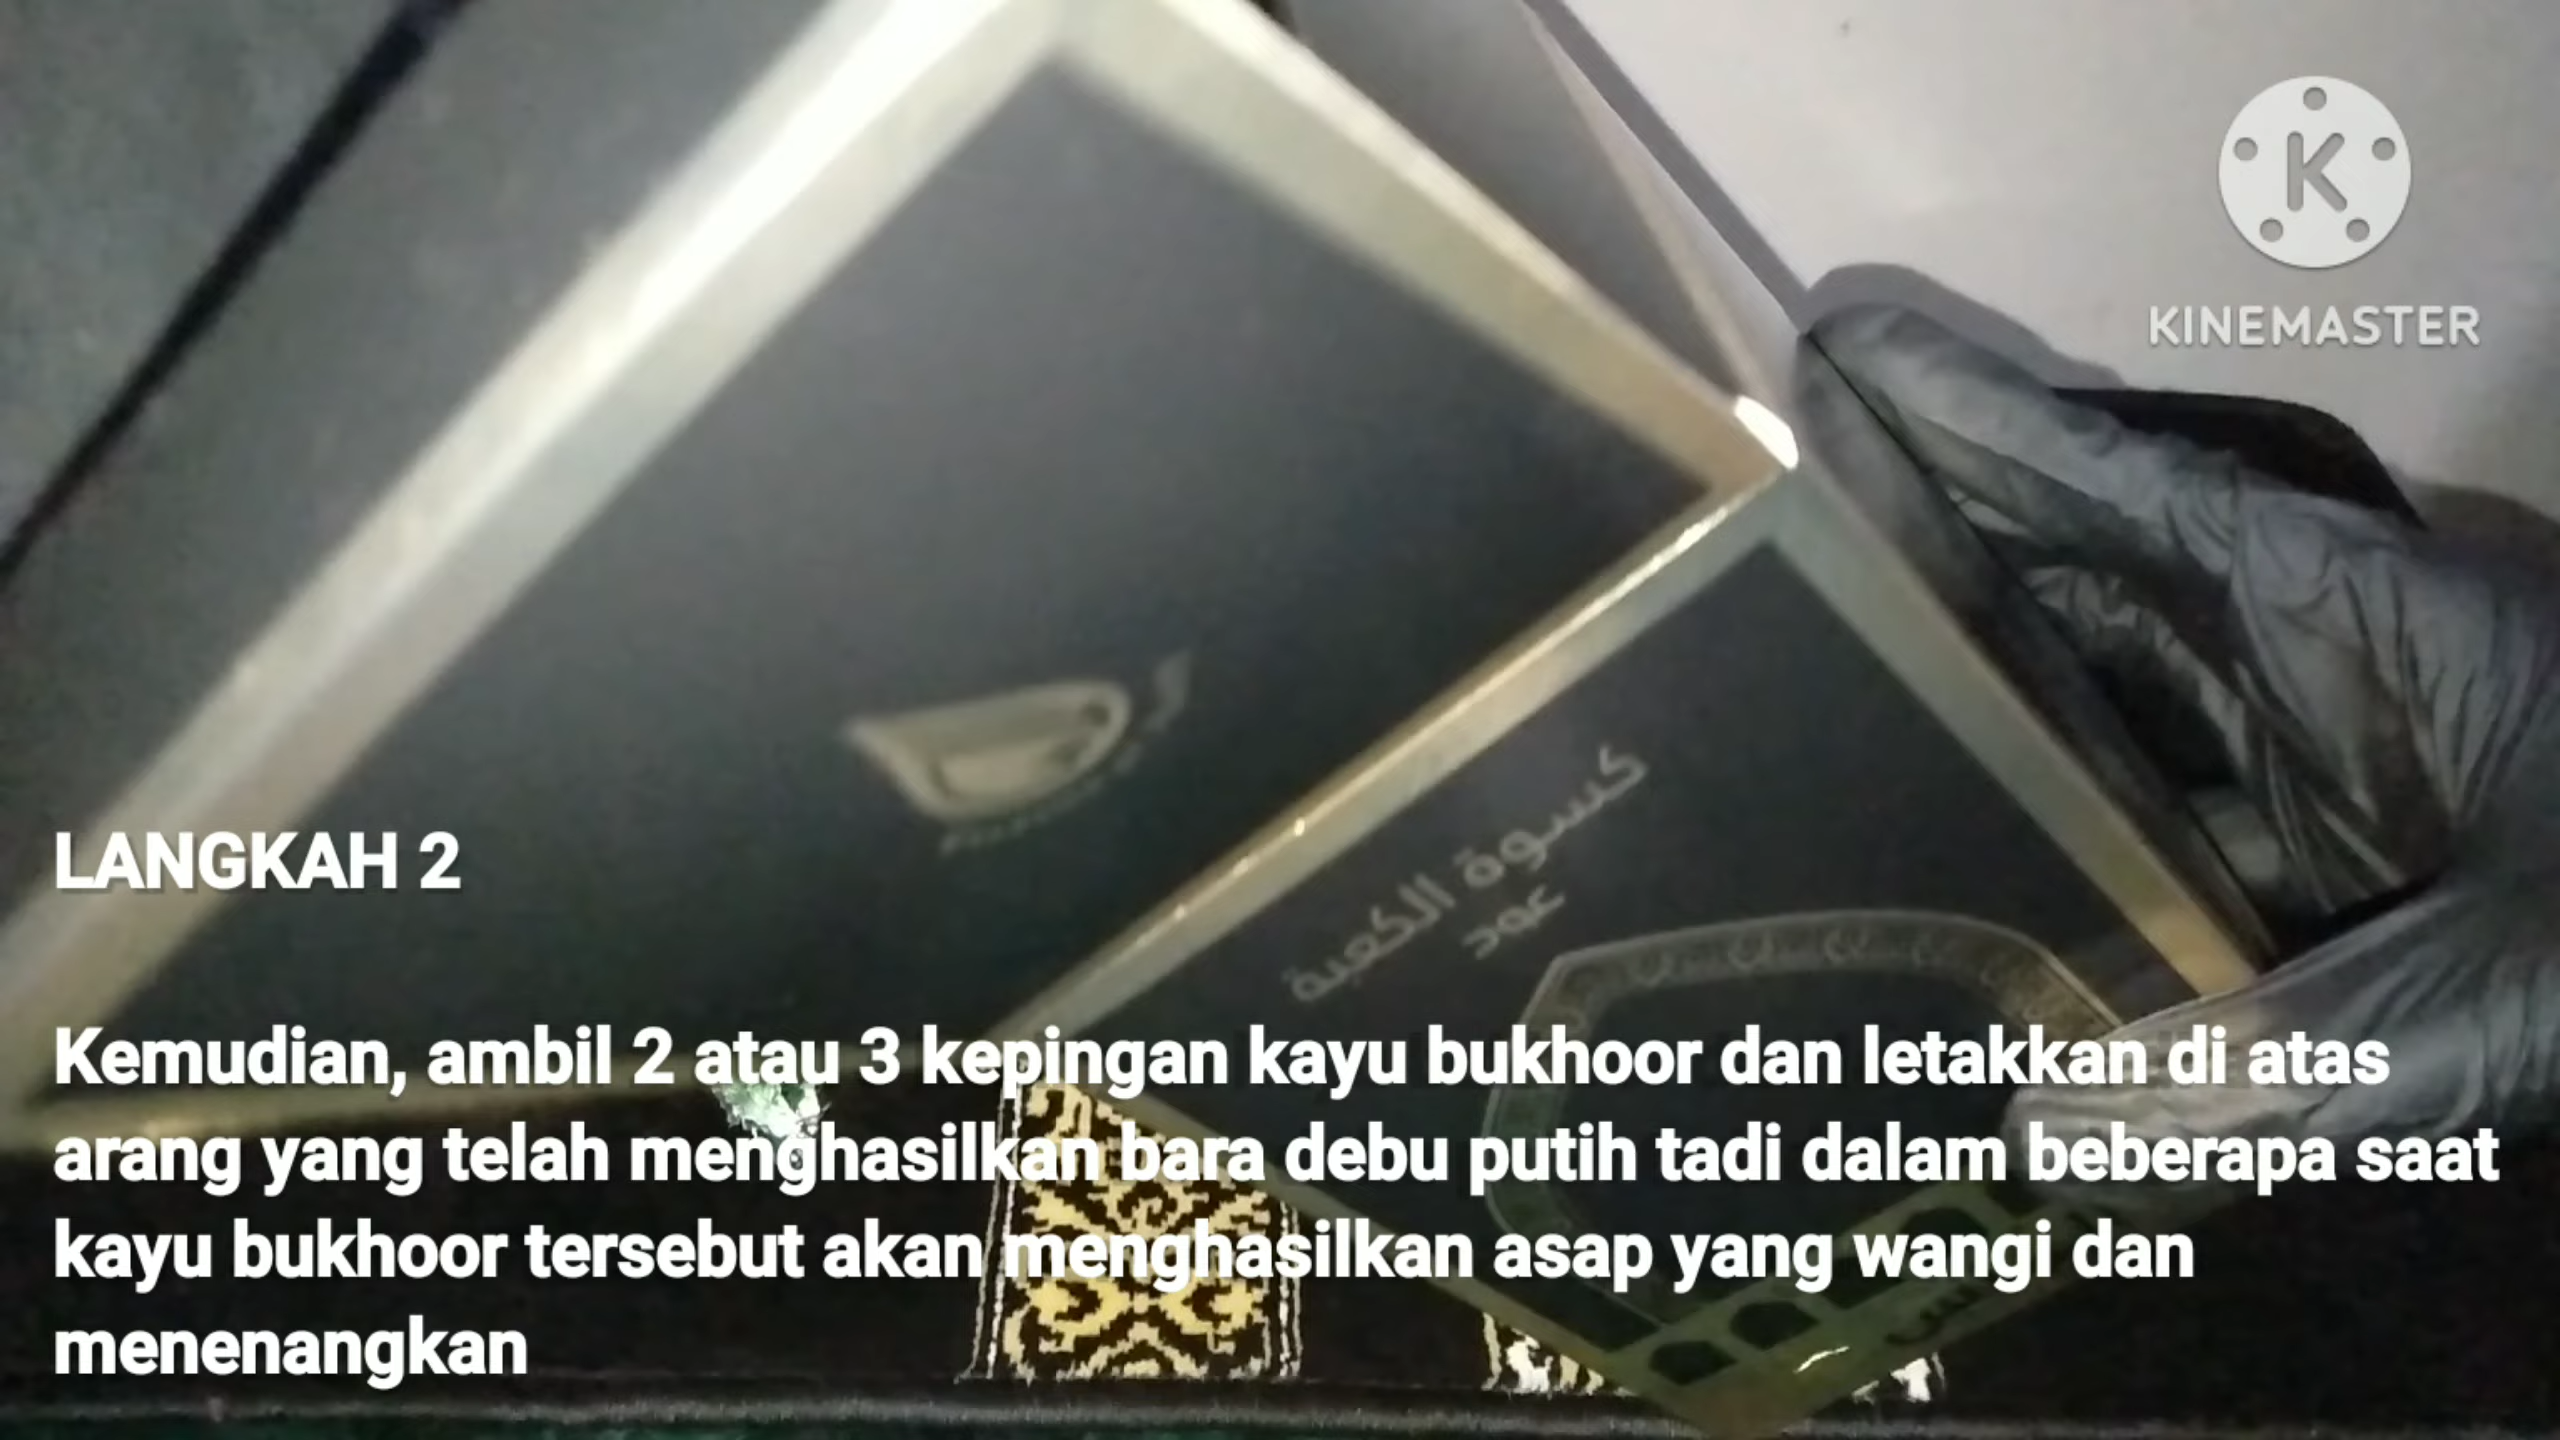 KINEMASTER
كسوة الكعبة
عود
LANGKAH 2
Kemudian, ambil 2 atau 3 kepingan kayu bukhoor dan letakkan di atas
arang yang telah menghasilkan bara debu putih tadi dalam beberapa saat
kayu bukhoor tersebut akan menghasilkan asap yang wangi dan
menenangkan